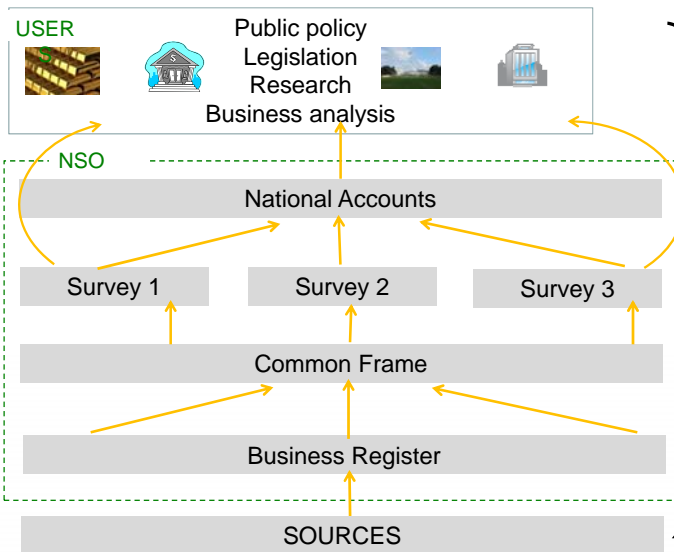 USER
S
Public policy
Legislation
Research
Business analysis
NSO
National Accounts
Survey 1
Survey 2
Survey 3
Common Frame
Business Register
SOURCES